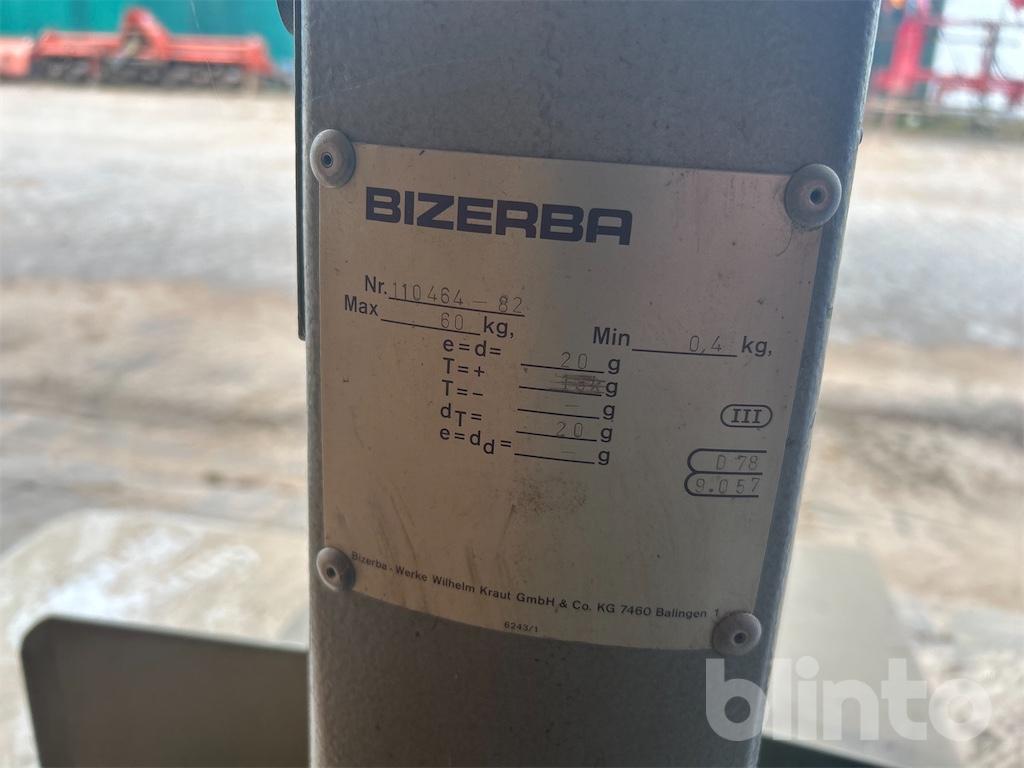 BIZERBA
Nr. 110464-82
Max 60 kg, Min 0,4 kg,
e=d= 20 g
T=+ g
T=- - g
dT= 20 g
e=dd= - g
III
D 78
9.057
Bizerba-Werke Wilhelm Kraut GmbH & Co. KG 7460 Balingen 1
6243/1
blinto